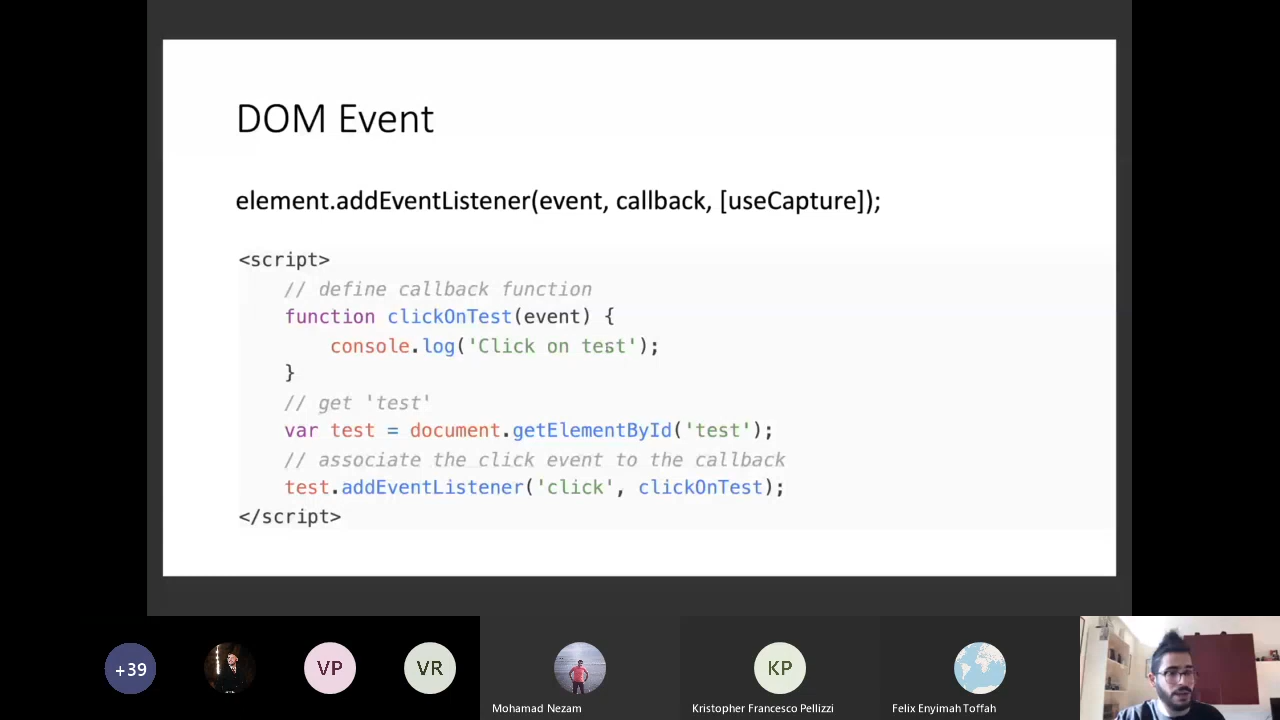 DOM Event
element.addEventListener(event, callback, [useCapture]);
<script>
// define callback function
function clickOnTest(event) {
console.log('Click on test');
}
// get 'test'
var test = document.getElementById('test');
// associate the click event to the callback
test.addEventListener('click', clickOnTest);
</script>
+39
VP
VR
KP
Mohamad Nezam
Kristopher Francesco Pellizzi
Felix Enyimah Toffah